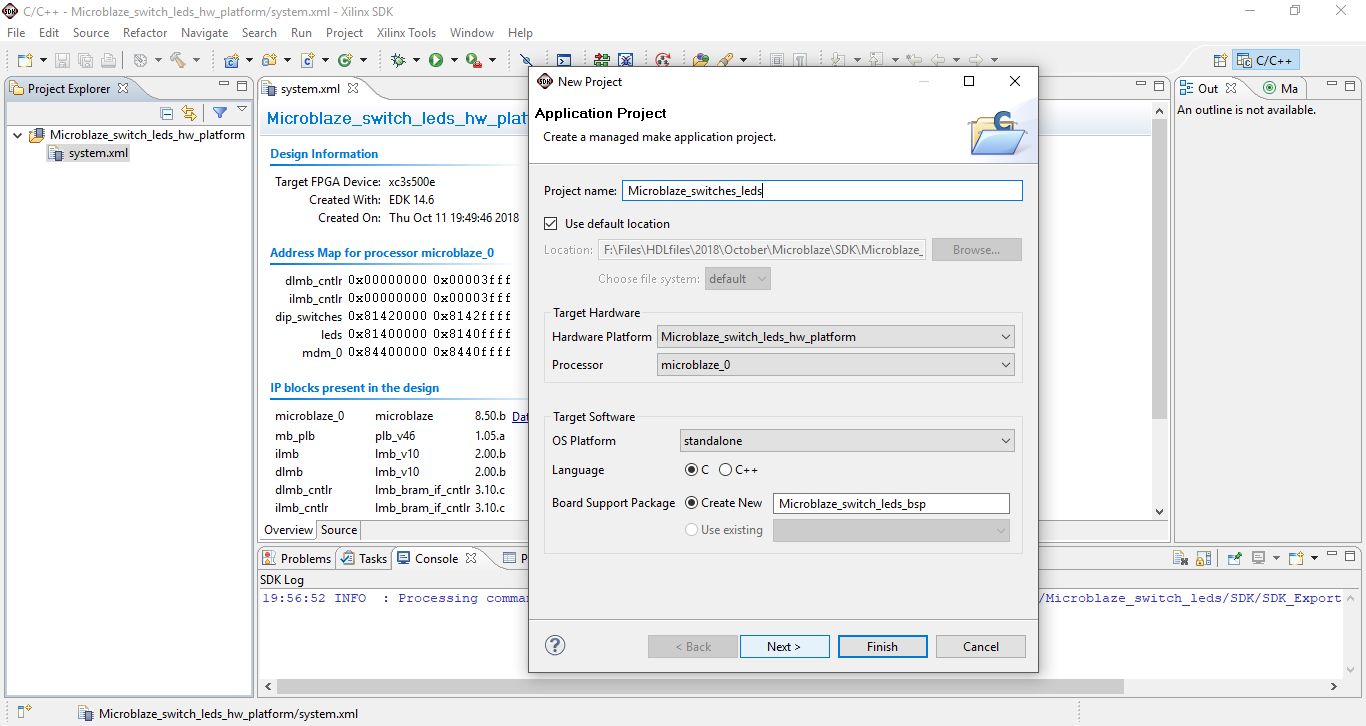 C/C++ - Microblaze_switch_leds_hw_platform/system.xml - Xilinx SDK
File Edit Source Refactor Navigate Search Run Project Xilinx Tools Window Help
C/C++
Project Explorer
Microblaze_switch_leds_hw_platform
system.xml
system.xml
Microblaze_switch_leds_hw_plat
Design Information
Target FPGA Device: xc3s500e
Created With: EDK 14.6
Created On: Thu Oct 11 19:49:46 2018
Address Map for processor microblaze_0
dlmb_cntlr 0x00000000 0x00003fff
ilmb_cntlr 0x00000000 0x00003fff
dip_switches 0x81420000 0x8142ffff
leds 0x81400000 0x8140ffff
mdm_0 0x84400000 0x8440ffff
IP blocks present in the design
microblaze_0 microblaze 8.50.b Dat
mb_plb plb_v46 1.05.a
ilmb lmb_v10 2.00.b
dlmb lmb_v10 2.00.b
dlmb_cntlr lmb_bram_if_cntlr 3.10.c
ilmb_cntlr lmb_bram_if_cntlr 3.10.c
Overview Source
New Project
Application Project
Create a managed make application project.
Project name: Microblaze_switches_leds
Use default location
Location: F:\Files\HDLfiles\2018\October\Microblaze\SDK\Microblaze_ Browse...
Choose file system: default
Target Hardware
Hardware Platform Microblaze_switch_leds_hw_platform
Processor microblaze_0
Target Software
OS Platform standalone
Language C C++
Board Support Package Create New Microblaze_switch_leds_bsp
Use existing
< Back Next > Finish Cancel
Out Ma
An outline is not available.
Problems Tasks Console P
SDK Log
19:56:52 INFO : Processing comman /Microblaze_switch_leds/SDK/SDK_Export
Microblaze_switch_leds_hw_platform/system.xml